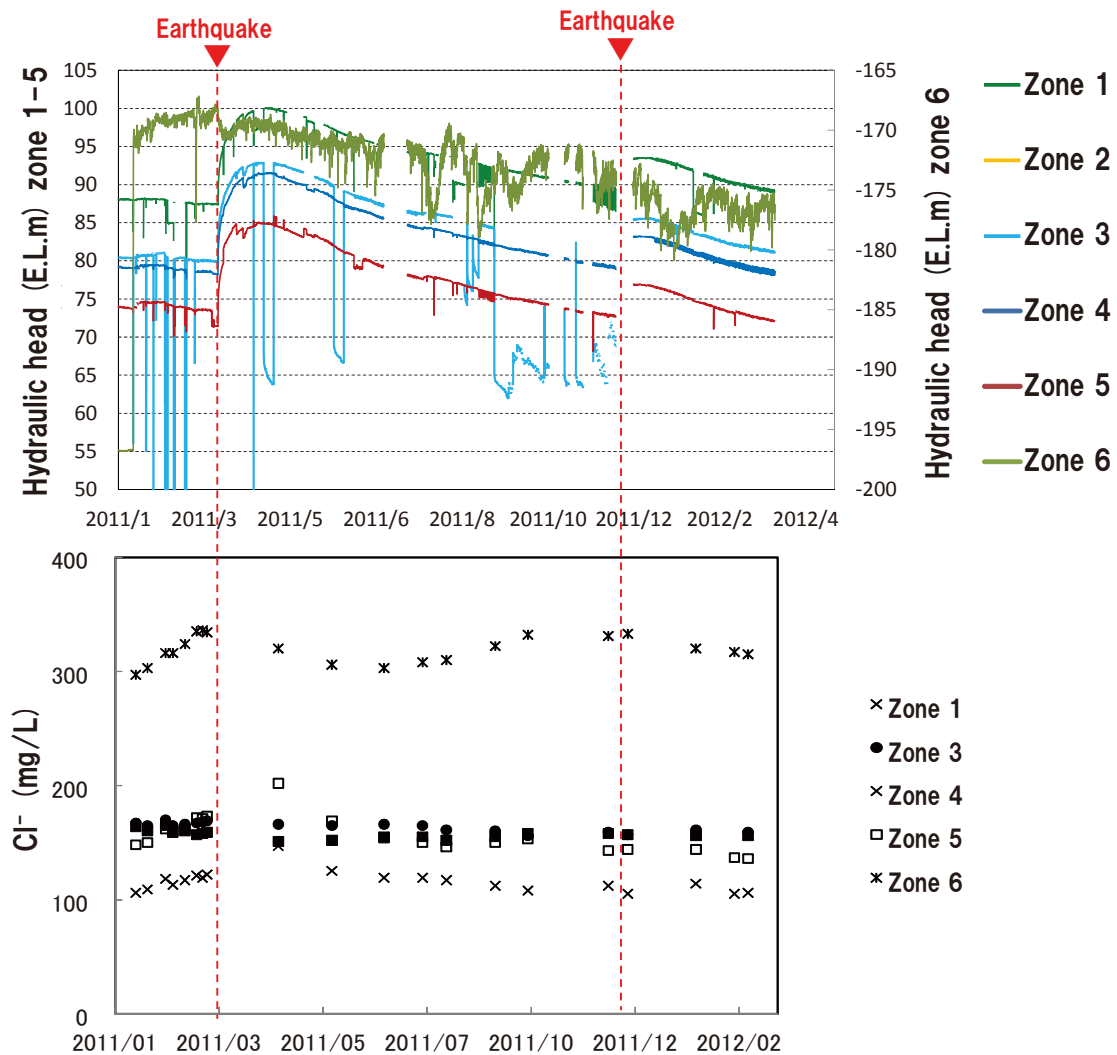 Earthquake
Earthquake
Hydraulic head (E.L.m) zone 1-5
105
100
95
90
85
80
75
70
65
60
55
50
-165
-170
-175
-180
-185
-190
-195
-200
Hydraulic head (E.L.m) zone 6
2011/1
2011/3
2011/5
2011/6
2011/8
2011/10
2011/12
2012/2
2012/4
Zone 1
Zone 2
Zone 3
Zone 4
Zone 5
Zone 6
Cl⁻ (mg/L)
400
300
200
100
0
2011/01
2011/03
2011/05
2011/07
2011/10
2011/12
2012/02
Zone 1
Zone 3
Zone 4
Zone 5
Zone 6